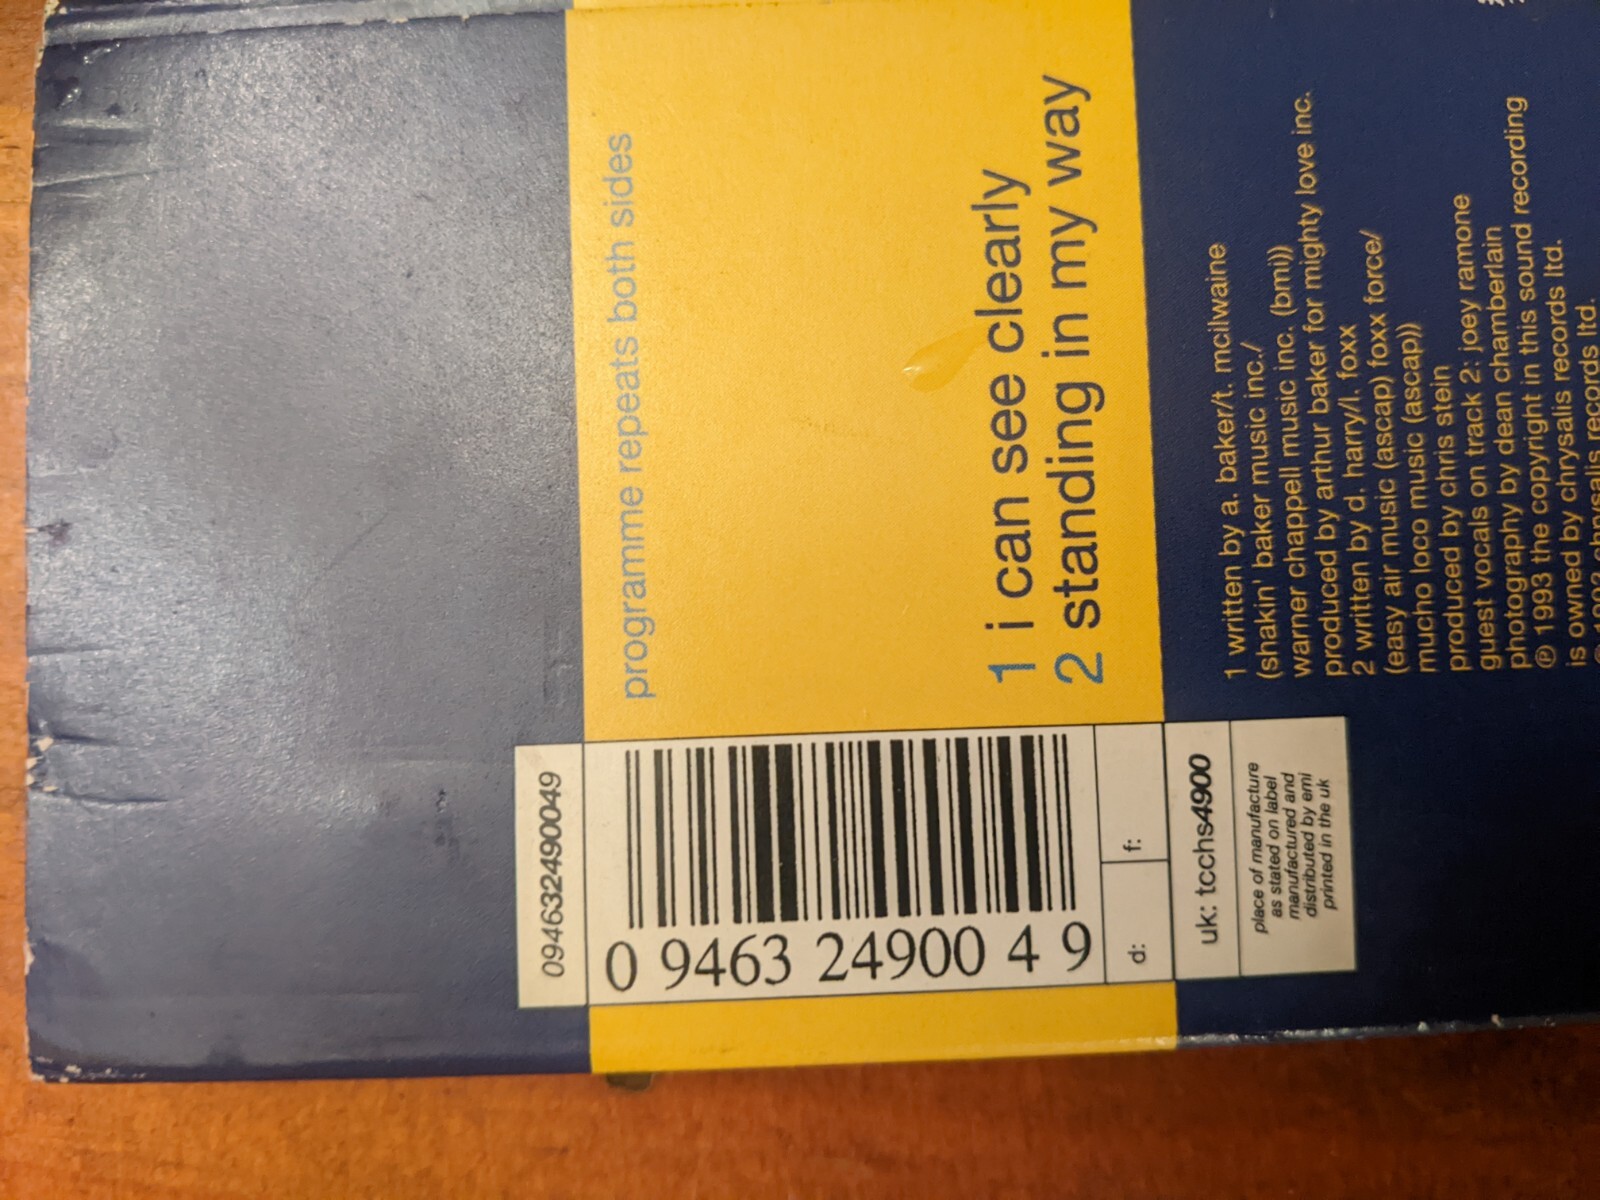 programme repeats both sides
1 i can see clearly
2 standing in my way
1 written by a. baker/t. mcilwaine
(shakin' baker music inc./
warner chappell music inc. (bmi))
produced by arthur baker for mighty love inc.
2 written by d. harry/l. foxx
(easy air music (ascap) foxx force/
mucho loco music (ascap))
produced by chris stein
guest vocals on track 2: joey ramone
photography by dean chamberlain
℗ 1993 the copyright in this sound recording
is owned by chrysalis records ltd.
chrysalis records ltd.
094632490049
0 9463 24900 4 9
d: f:
uk: tcchs4900
place of manufacture
as stated on label
manufactured and
distributed by emi
printed in the uk